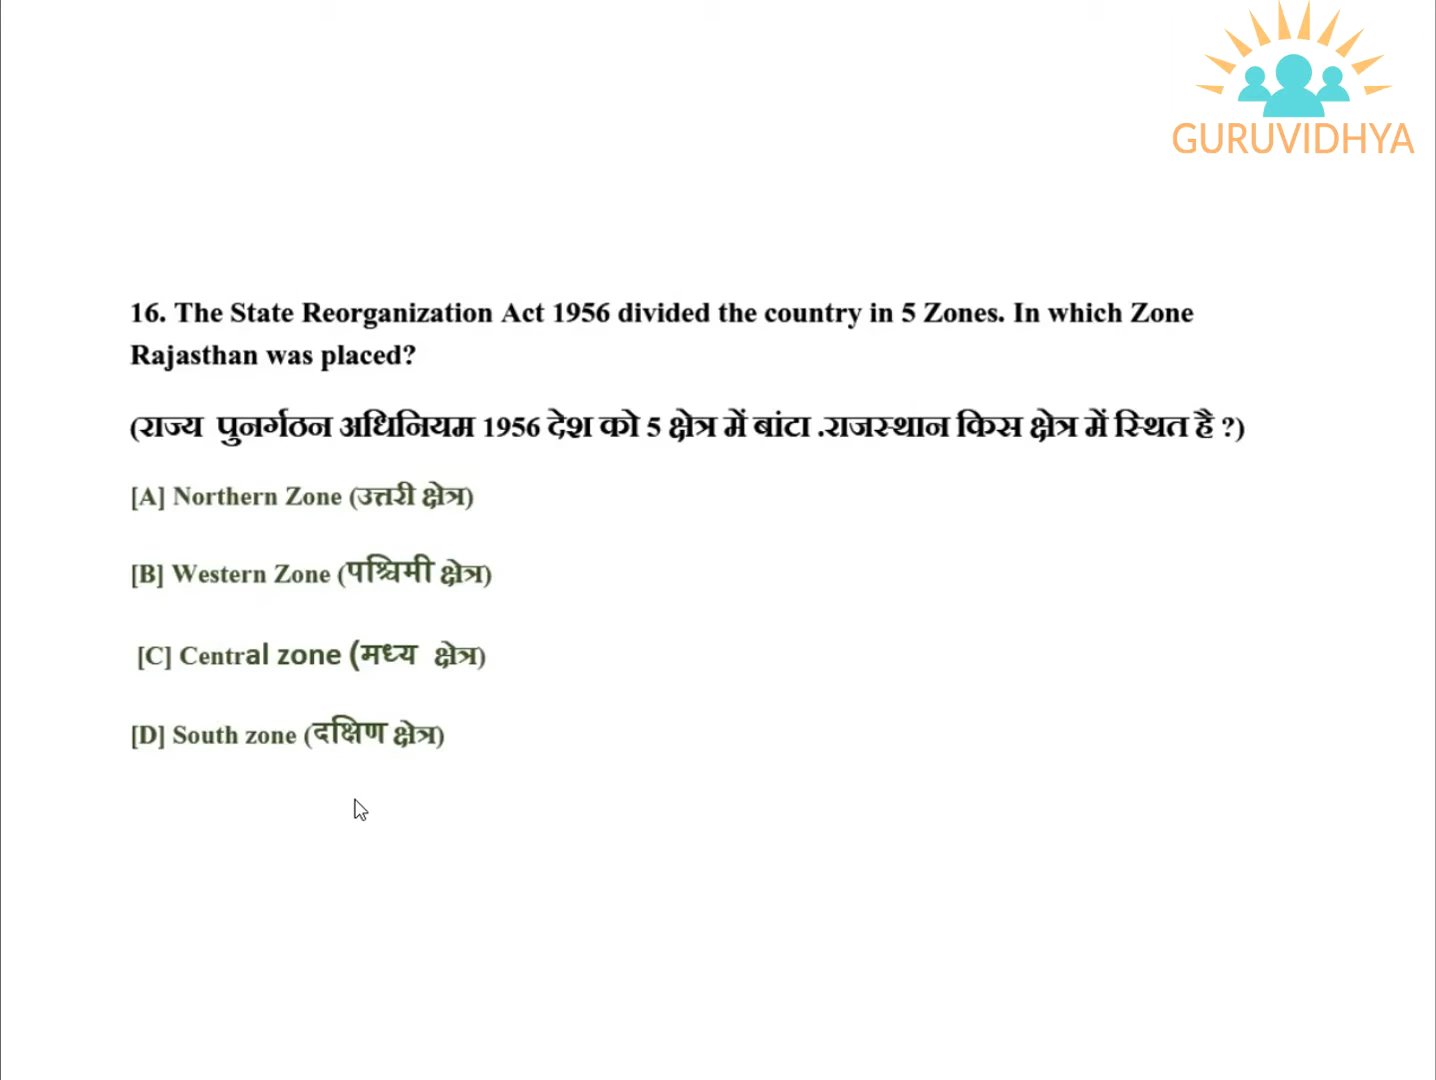 GURUVIDHYA
16. The State Reorganization Act 1956 divided the country in 5 Zones. In which Zone
Rajasthan was placed?
(राज्य पुनर्गठन अधिनियम 1956 देश को 5 क्षेत्र में बांटा .राजस्थान किस क्षेत्र में स्थित है ?)
[A] Northern Zone (उत्तरी क्षेत्र)
[B] Western Zone (पश्चिमी क्षेत्र)
[C] Central zone (मध्य क्षेत्र)
[D] South zone (दक्षिण क्षेत्र)